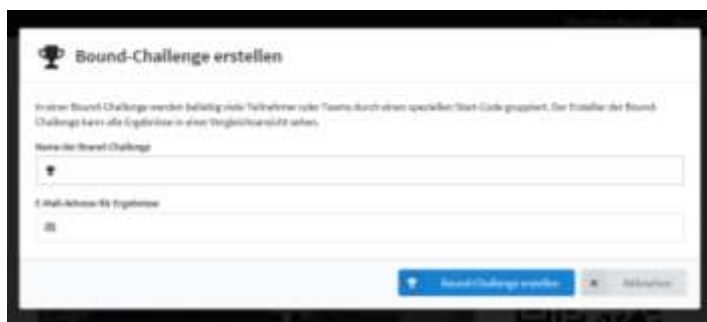 Bound-Challenge erstellen
In einer Bound-Challenge werden beliebig viele Teilnehmer oder Teams durch einen speziellen Start-Code gruppiert. Der Ersteller der Bound-
Challenge kann alle Ergebnisse in einer Vergleichsansicht sehen.
Name der Bound-Challenge
E-Mail-Adresse für Ergebnisse
Bound-Challenge erstellen
Abbrechen